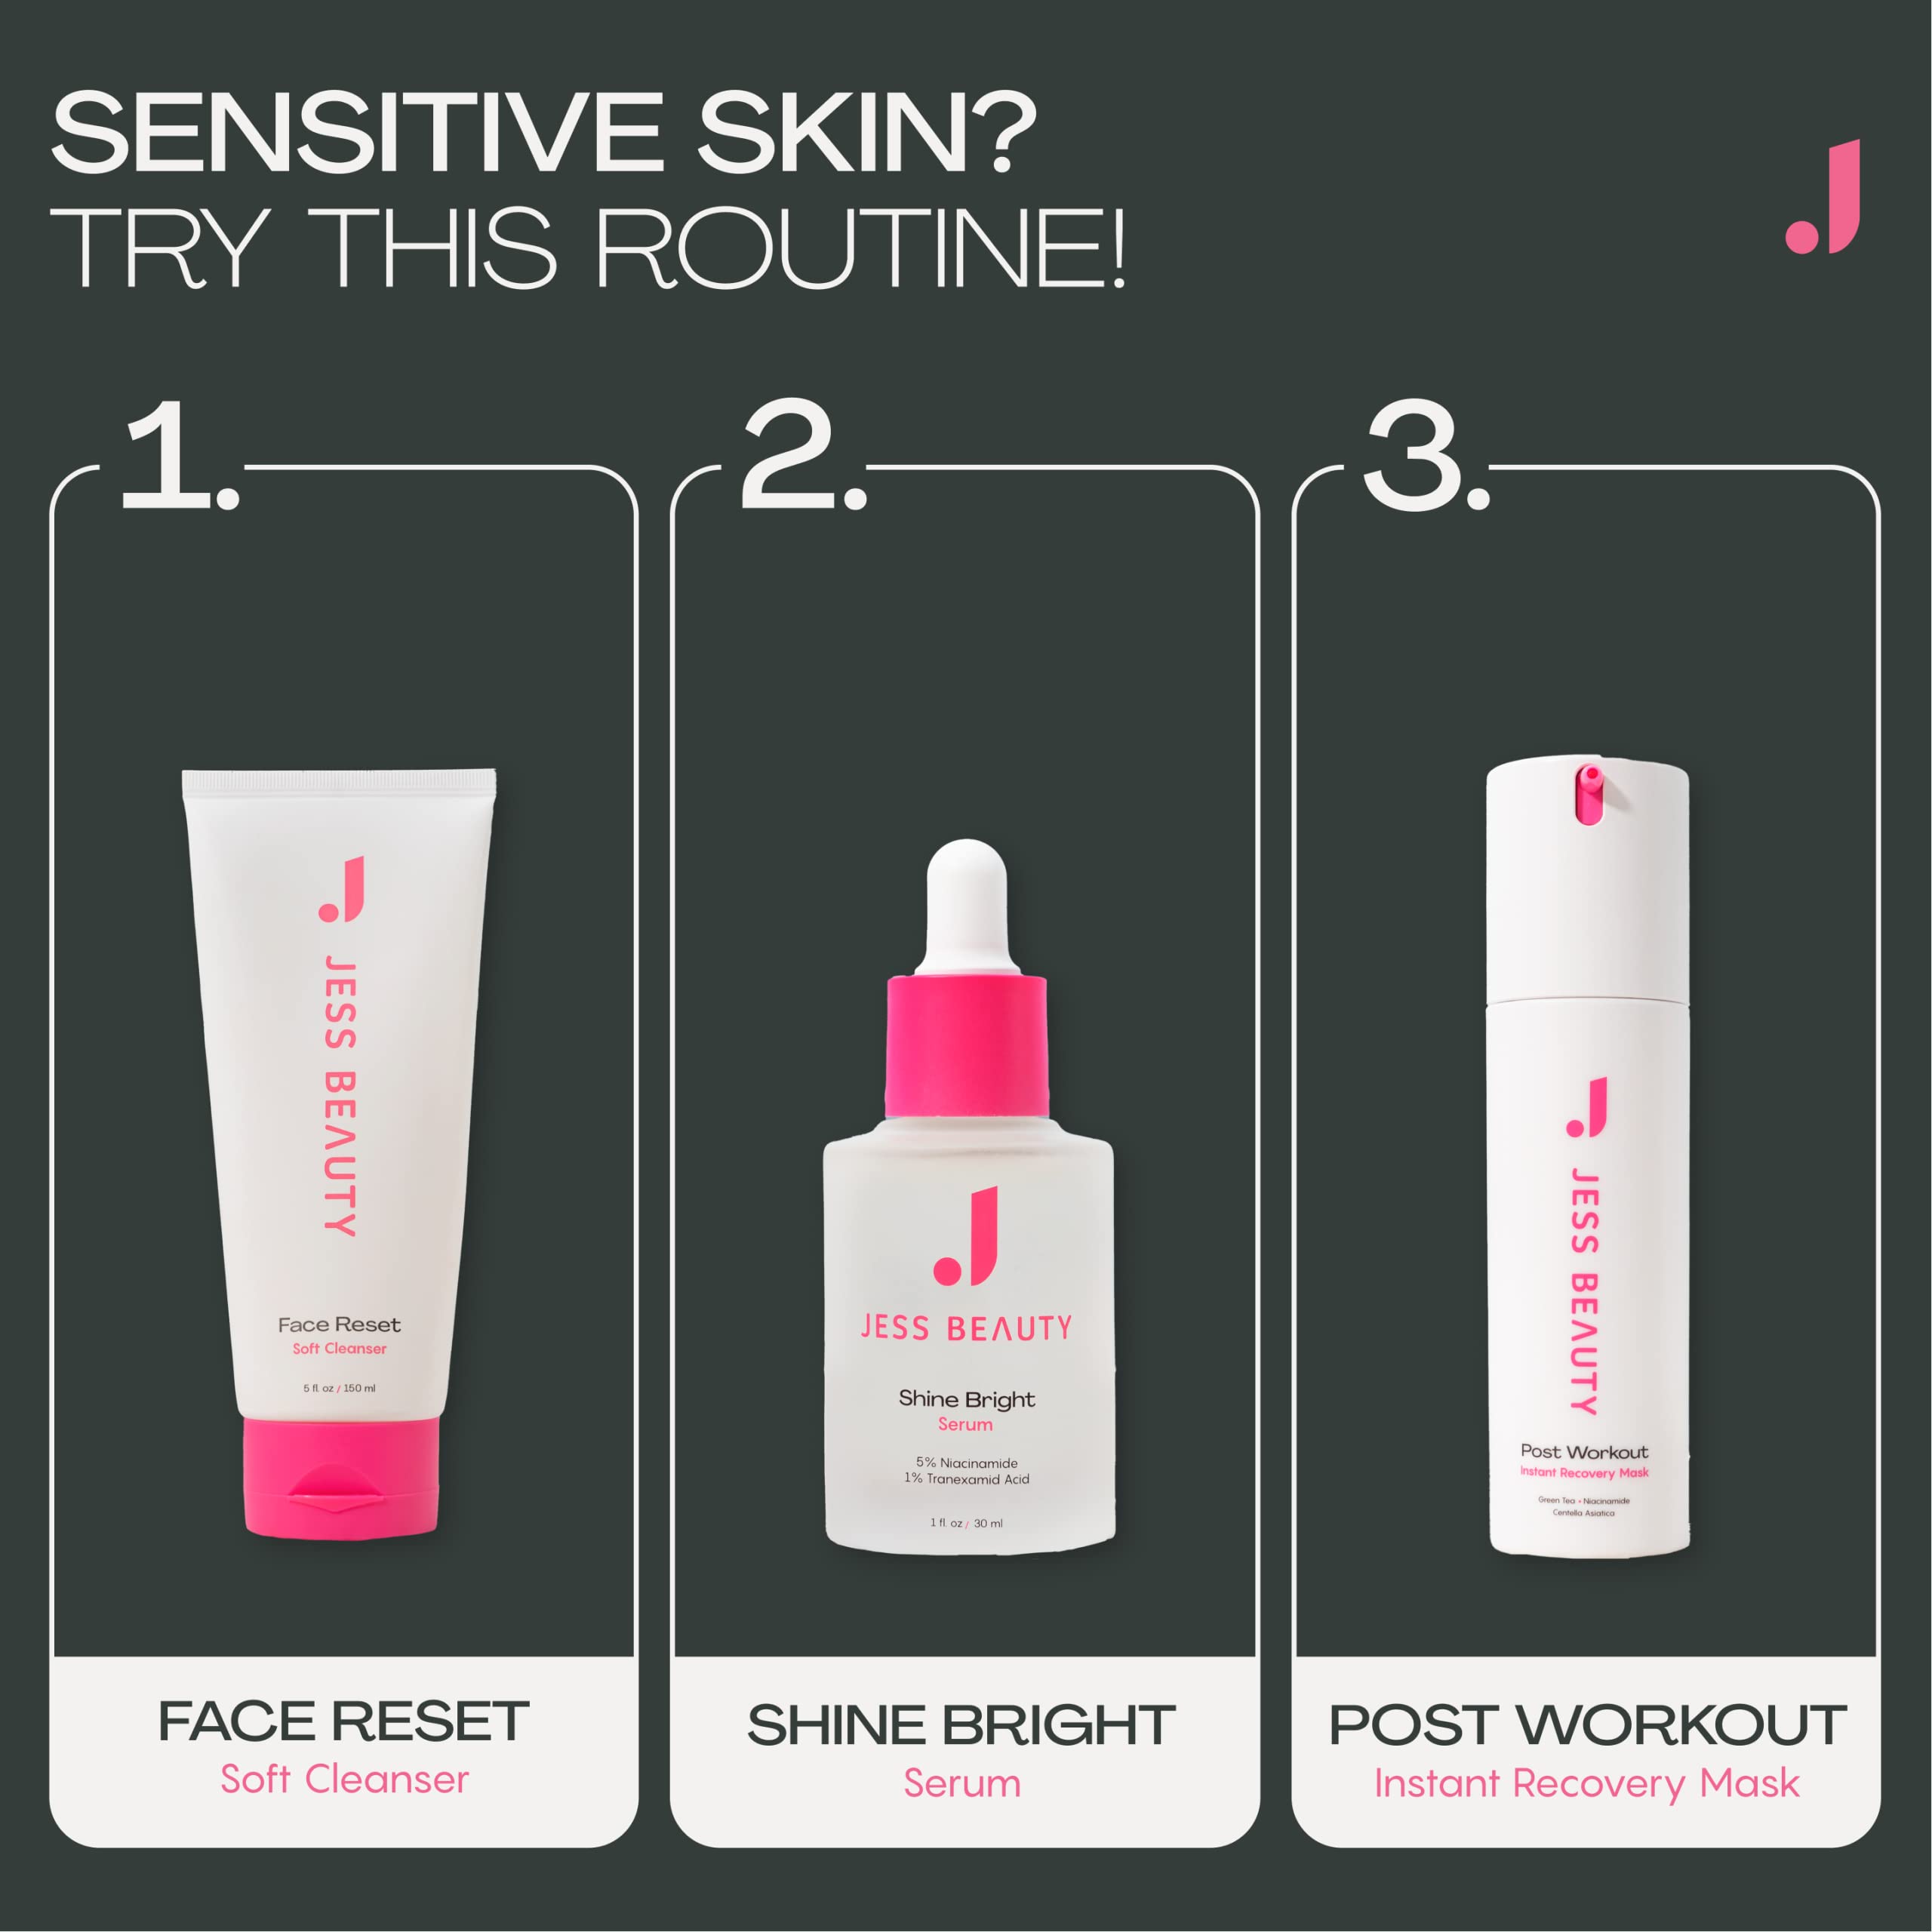 SENSITIVE SKIN?
TRY THIS ROUTINE!
J
1.
J
JESS BEAUTY
Face Reset
Soft Cleanser
5 fl. oz / 150 ml
FACE RESET
Soft Cleanser
2.
J
JESS BEAUTY
Shine Bright
Serum
5% Niacinamide
1% Tranexamid Acid
1 fl. oz / 30 ml
SHINE BRIGHT
Serum
3.
J
JESS BEAUTY
Post Workout
Instant Recovery Mask
Green Tea • Niacinamide
Centella Asiatica
POST WORKOUT
Instant Recovery Mask